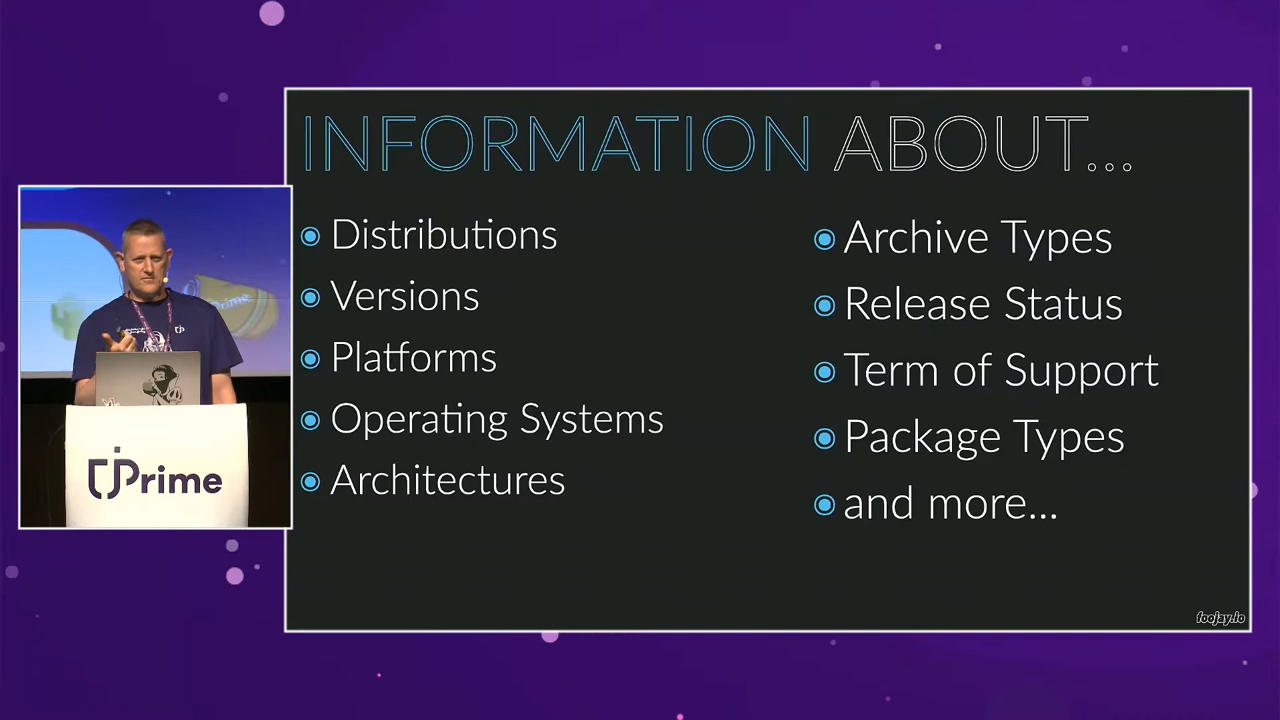 INFORMATION ABOUT...
Distributions
Versions
Platforms
Operating Systems
Architectures
Archive Types
Release Status
Term of Support
Package Types
and more...
foojay.io
jPrime